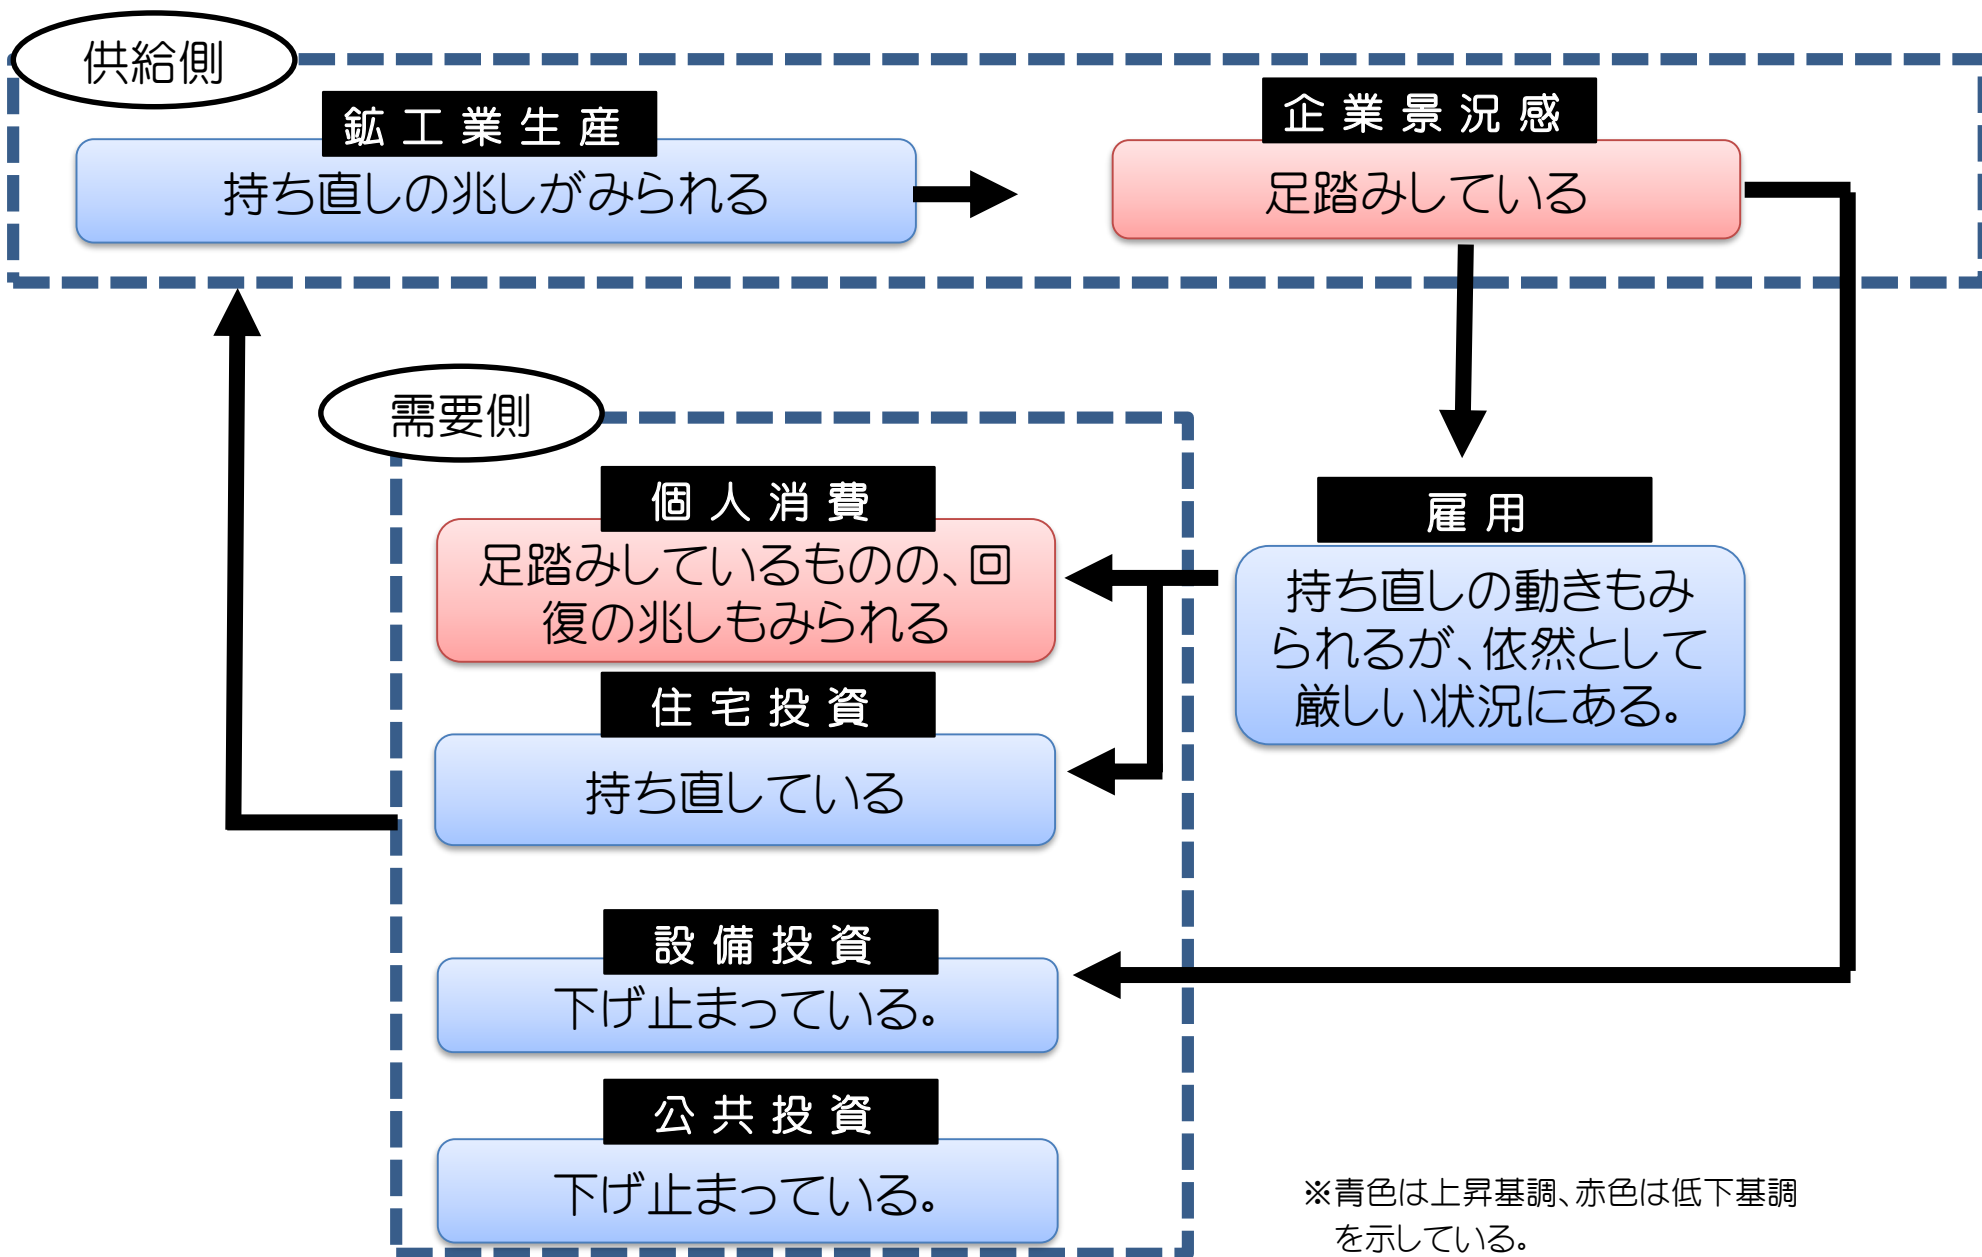 供給側
鉱工業生産
持ち直しの兆しがみられる
企業景況感
足踏みしている
需要側
個人消費
足踏みしているものの、回
復の兆しもみられる
住宅投資
持ち直している
雇用
持ち直しの動きもみ
られるが、依然として
厳しい状況にある。
設備投資
下げ止まっている。
公共投資
下げ止まっている。
※青色は上昇基調、赤色は低下基調
を示している。